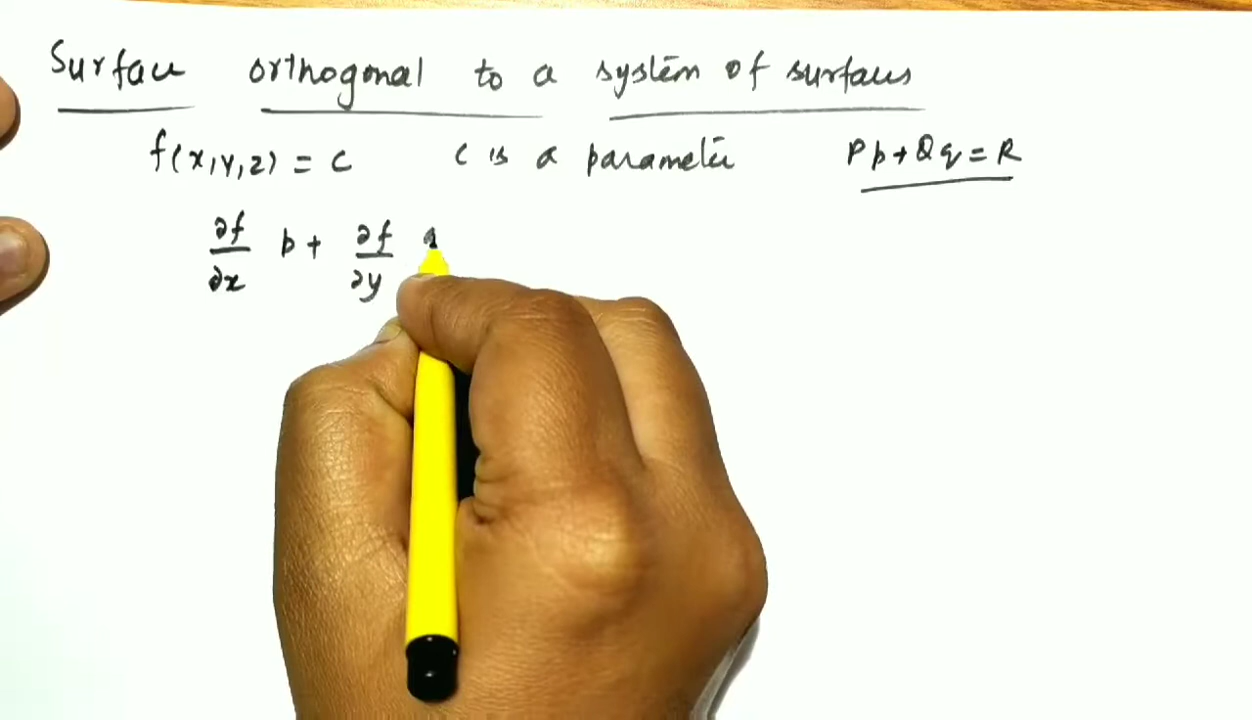 Surface orthogonal to a system of surfaces
f(x,y,z) = c c is a parameter Pp+Qq=R
∂f/∂x p + ∂f/∂y